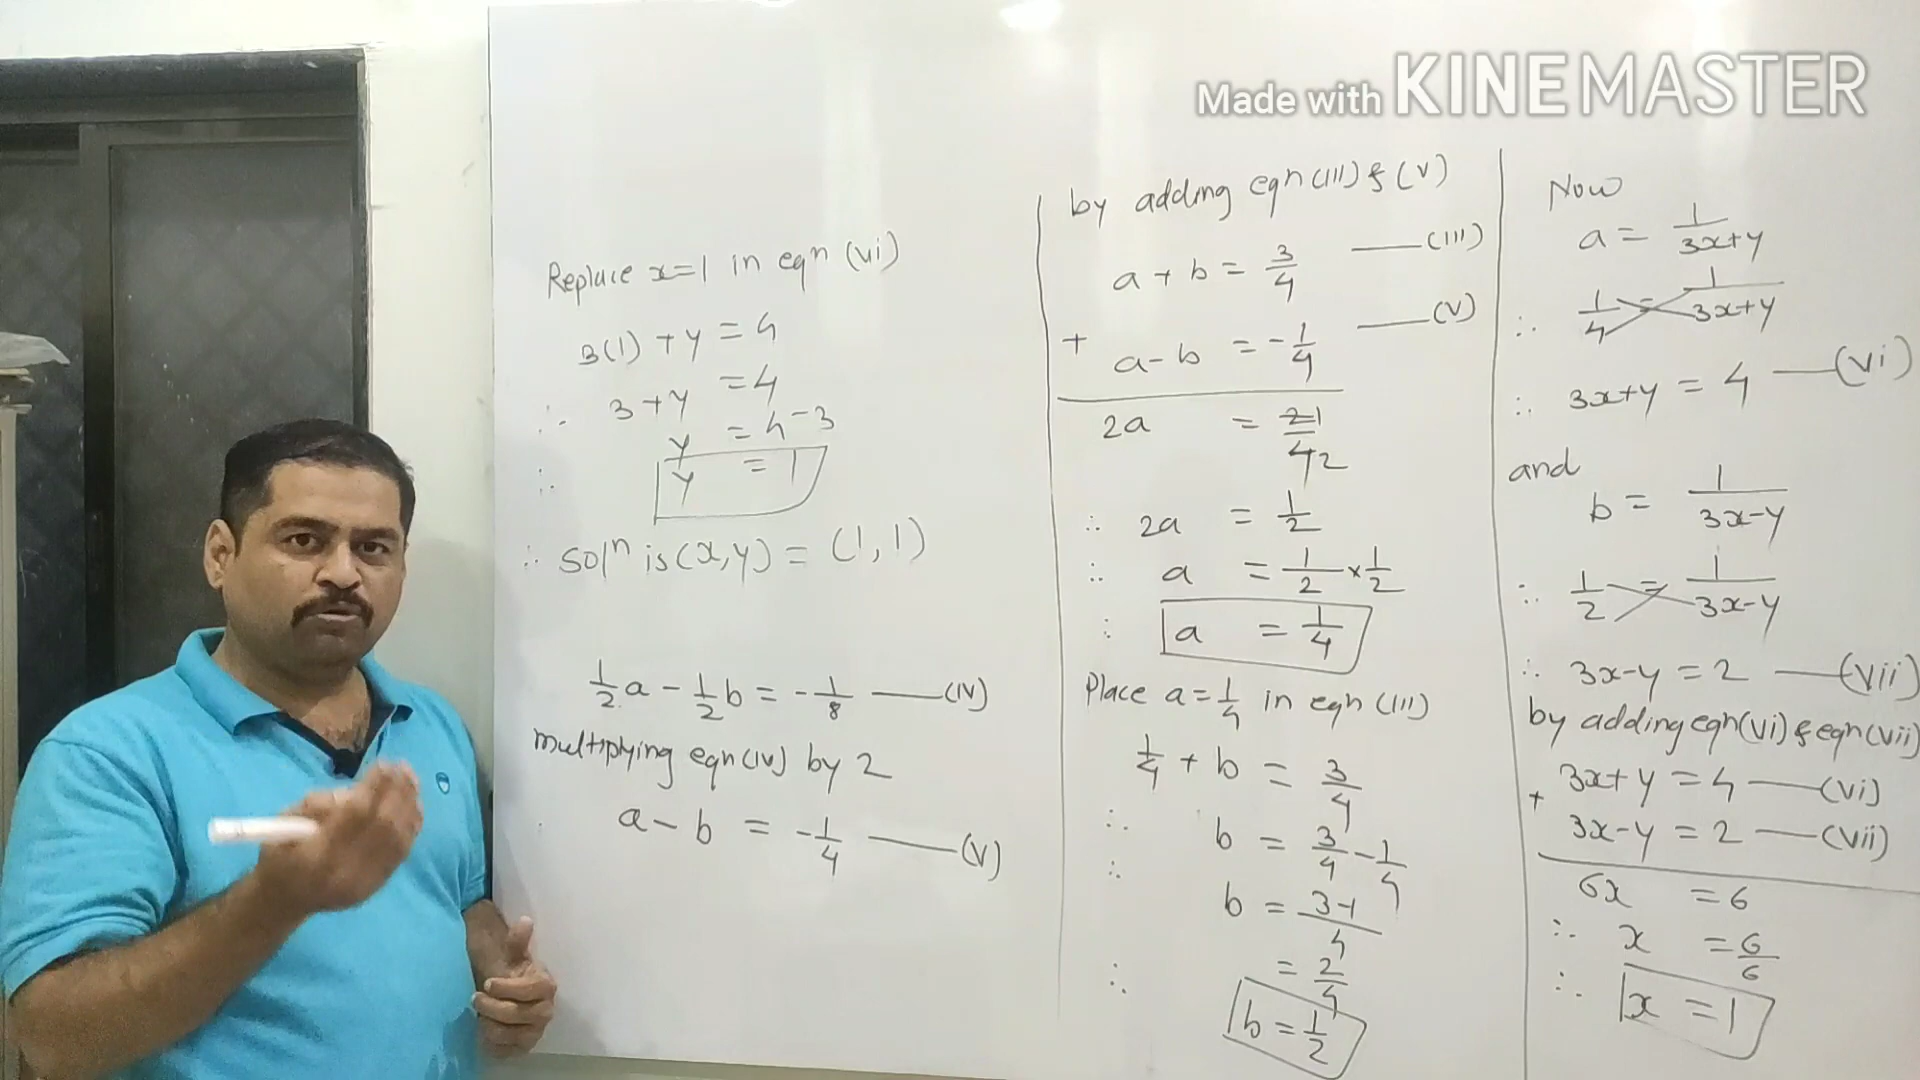 Made with KINEMASTER
Replace x=1 in eqn (vi)
3(1) + y = 4
∴ 3 + y = 4
y = 4 - 3
∴ y = 1
∴ Solⁿ is (x, y) = (1, 1)
1/2 a - 1/2 b = - 1/8 —— (IV)
Multiplying eqn (IV) by 2
a - b = - 1/4 —— (V)
by adding eqn (III) & (V)
a + b = 3/4 —— (III)
+ a - b = - 1/4 —— (V)
2a = 21/42
∴ 2a = 1/2
∴ a = 1/2 × 1/2
∴ a = 1/4
Place a = 1/4 in eqn (III)
1/4 + b = 3/4
∴ b = 3/4 - 1/4
∴ b = 3-1/4
= 2/4
∴ b = 1/2
Now
a = 1/3x+y
∴ 1/4 = 1/3x+y
∴ 3x+y = 4 —— (vi)
and
b = 1/3x-y
∴ 1/2 = 1/3x-y
∴ 3x-y = 2 —— (vii)
by adding eqn (vi) & eqn (vii)
3x+y = 4 —— (vi)
+ 3x-y = 2 —— (vii)
6x = 6
∴ x = 6/6
∴ x = 1